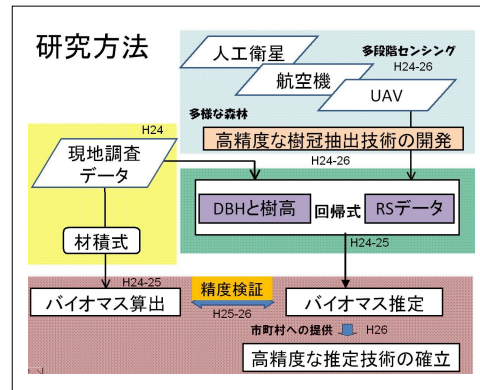 研究方法
人工衛星
多段階センシング
H24-26
航空機
UAV
多様な森林
高精度な樹冠抽出技術の開発
H24-26
H24
現地調査
データ
DBHと樹高
回帰式
RSデータ
H24-25
材積式
H24-25
バイオマス算出
精度検証
H25-26
バイオマス推定
市町村への提供
H26
高精度な推定技術の確立